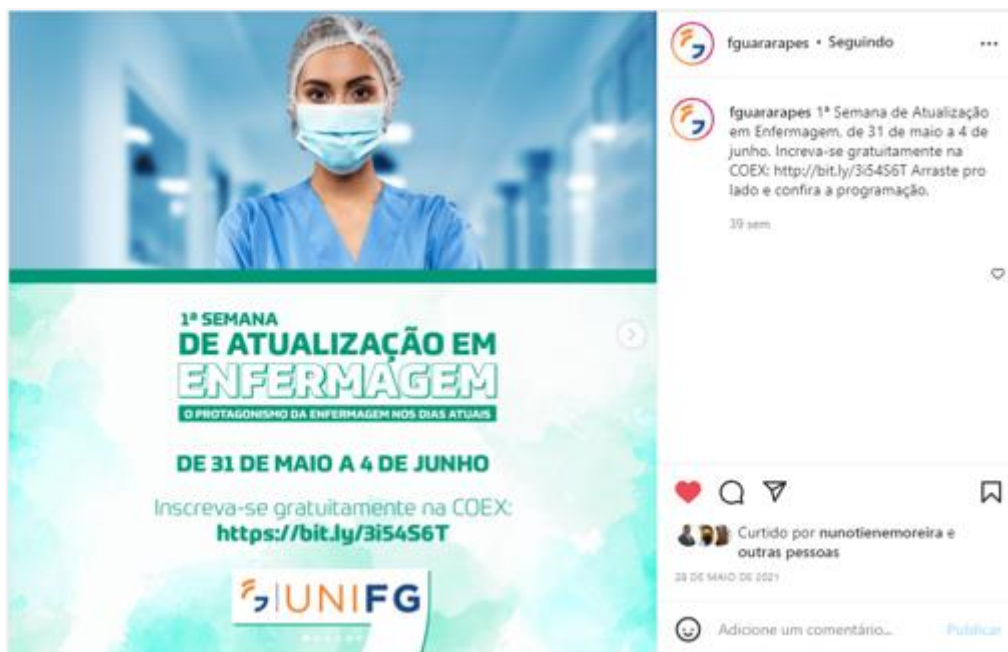 1ª SEMANA
DE ATUALIZAÇÃO EM
ENFERMAGEM
O PROTAGONISMO DA ENFERMAGEM NOS DIAS ATUAIS
DE 31 DE MAIO A 4 DE JUNHO
Inscreva-se gratuitamente na COEX:
https://bit.ly/3i54S6T
UNIFG
fguararapes • Seguindo
fguararapes 1ª Semana de Atualização
em Enfermagem, de 31 de maio a 4 de
junho. Increva-se gratuitamente na
COEX: http://bit.ly/3i54S6T Arraste pro
lado e confira a programação.
39 sem
Curtido por nunotienemoreira e
outras pessoas
28 DE MAIO DE 2021
Adicione um comentário...
Publicar